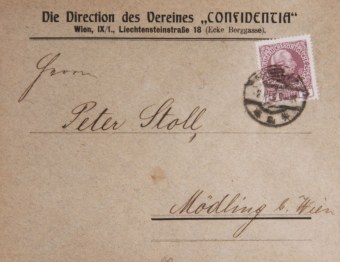 Die Direction des Vereines „CONFIDENTIA“
Wien, IX/1., Liechtensteinstraße 18 (Ecke Berggasse).
Herrn
Peter Stoll,
Mödling b. Wien